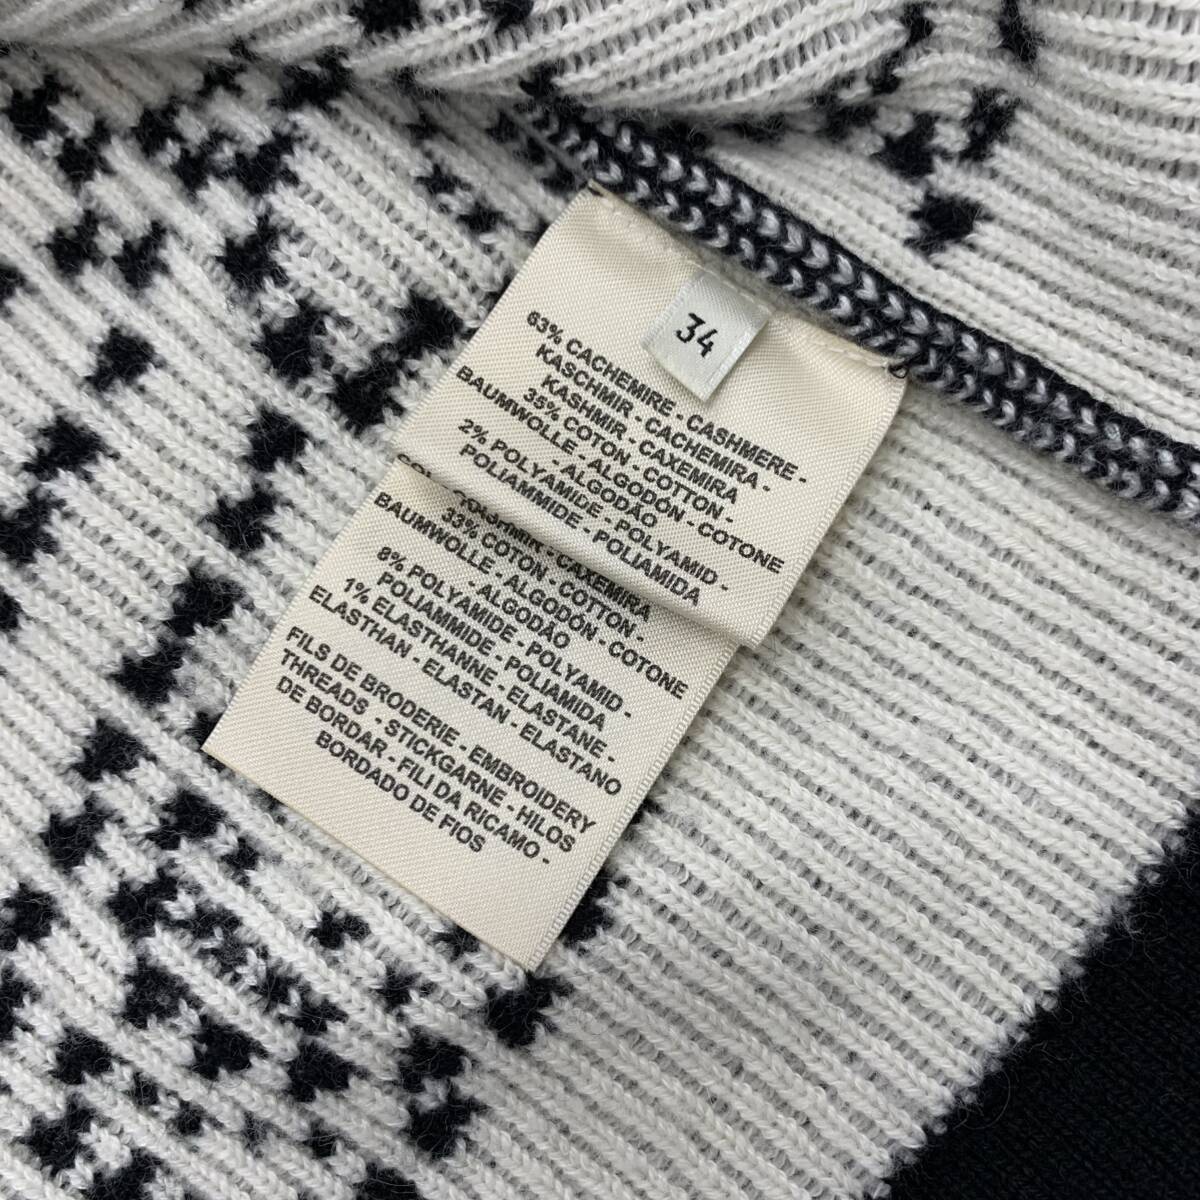 34
63% CACHEMIRE - CASHMERE -
KASCHMIR - CACHEMIRA -
KASHMIR - CAXEMIRA
35% COTON - COTTON -
BAUMWOLLE - ALGODÓN - COTONE
- ALGODÃO
2% POLYAMIDE - POLYAMID -
POLIAMMIDE - POLIAMIDA
- CAXEMIRA
33% COTON - COTTON -
BAUMWOLLE - ALGODÓN - COTONE
- ALGODÃO
8% POLYAMIDE - POLYAMID -
POLIAMMIDE - POLIAMIDA
1% ELASTHANNE - ELASTANE -
ELASTHAN - ELASTAN - ELASTANO
FILS DE BRODERIE - EMBROIDERY
THREADS - STICKGARNE - HILOS
DE BORDAR - FILI DA RICAMO -
BORDADO DE FIOS